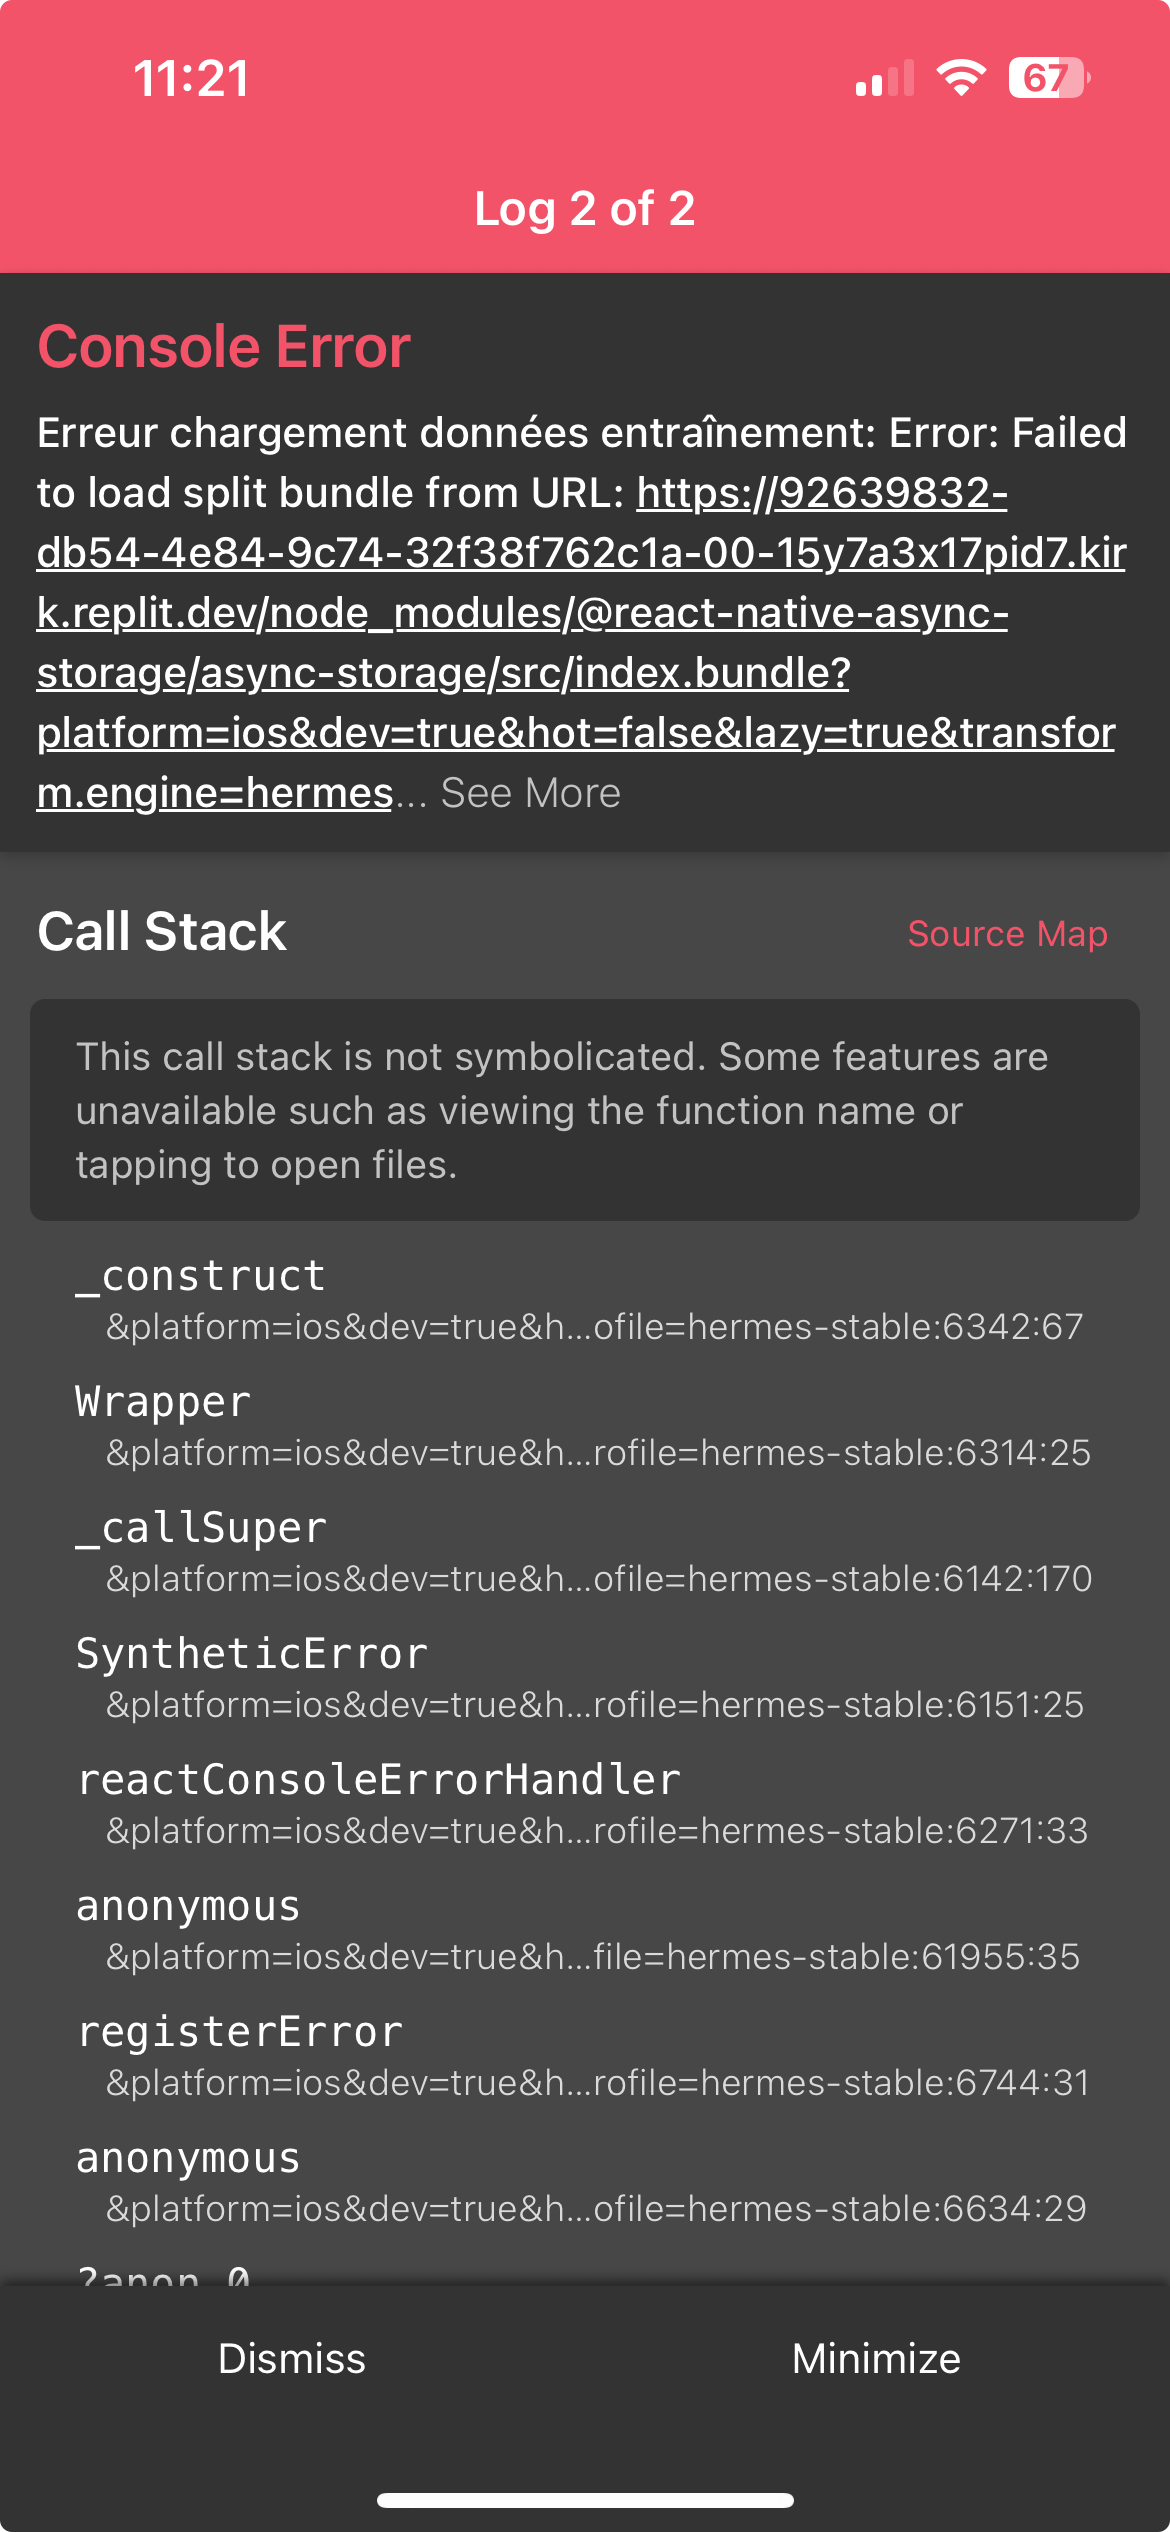 11:21
67
Log 2 of 2
Console Error
Erreur chargement données entraînement: Error: Failed
to load split bundle from URL: https://92639832-
db54-4e84-9c74-32f38f762c1a-00-15y7a3x17pid7.kir
k.replit.dev/node_modules/@react-native-async-
storage/async-storage/src/index.bundle?
platform=ios&dev=true&hot=false&lazy=true&transfor
m.engine=hermes... See More
Call Stack
Source Map
This call stack is not symbolicated. Some features are
unavailable such as viewing the function name or
tapping to open files.
_construct
&platform=ios&dev=true&h...ofile=hermes-stable:6342:67
Wrapper
&platform=ios&dev=true&h...rofile=hermes-stable:6314:25
_callSuper
&platform=ios&dev=true&h...ofile=hermes-stable:6142:170
SyntheticError
&platform=ios&dev=true&h...rofile=hermes-stable:6151:25
reactConsoleErrorHandler
&platform=ios&dev=true&h...rofile=hermes-stable:6271:33
anonymous
&platform=ios&dev=true&h...file=hermes-stable:61955:35
registerError
&platform=ios&dev=true&h...rofile=hermes-stable:6744:31
anonymous
&platform=ios&dev=true&h...ofile=hermes-stable:6634:29
?anon_0_
Dismiss
Minimize